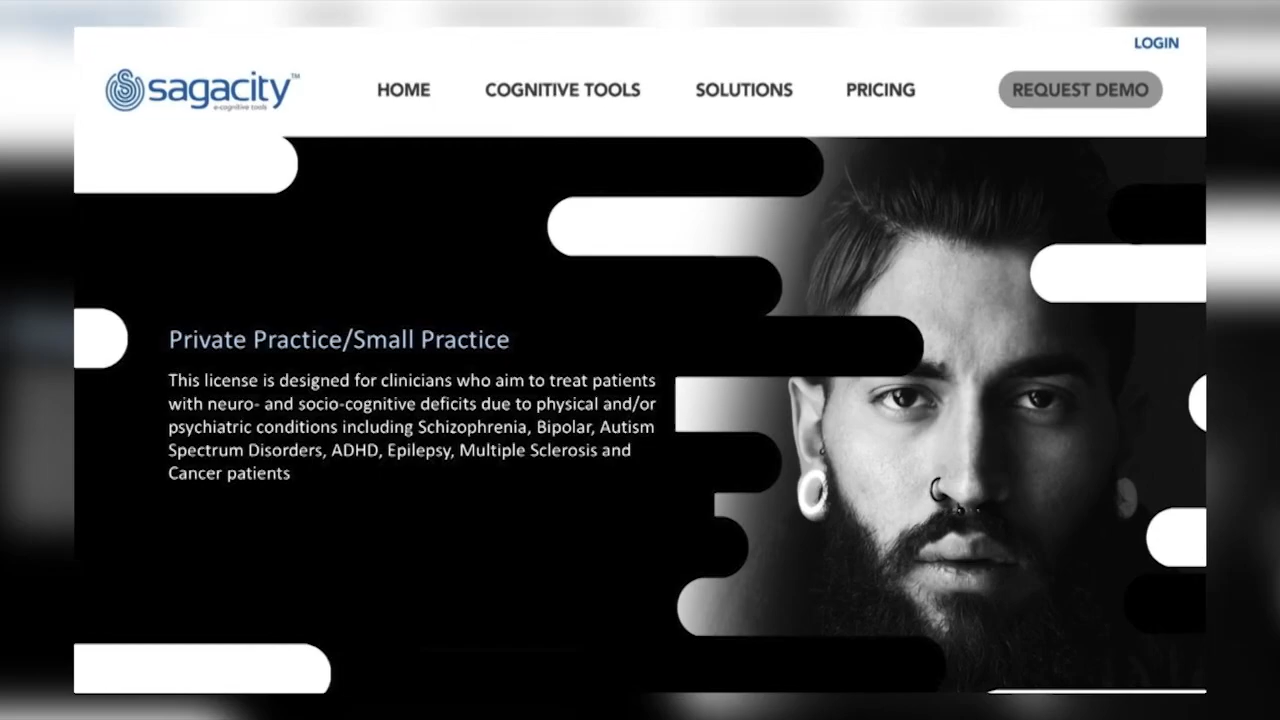 LOGIN
sagacity™
e-cognitive tools
HOME
COGNITIVE TOOLS
SOLUTIONS
PRICING
REQUEST DEMO
Private Practice/Small Practice
This license is designed for clinicians who aim to treat patients
with neuro- and socio-cognitive deficits due to physical and/or
psychiatric conditions including Schizophrenia, Bipolar, Autism
Spectrum Disorders, ADHD, Epilepsy, Multiple Sclerosis and
Cancer patients